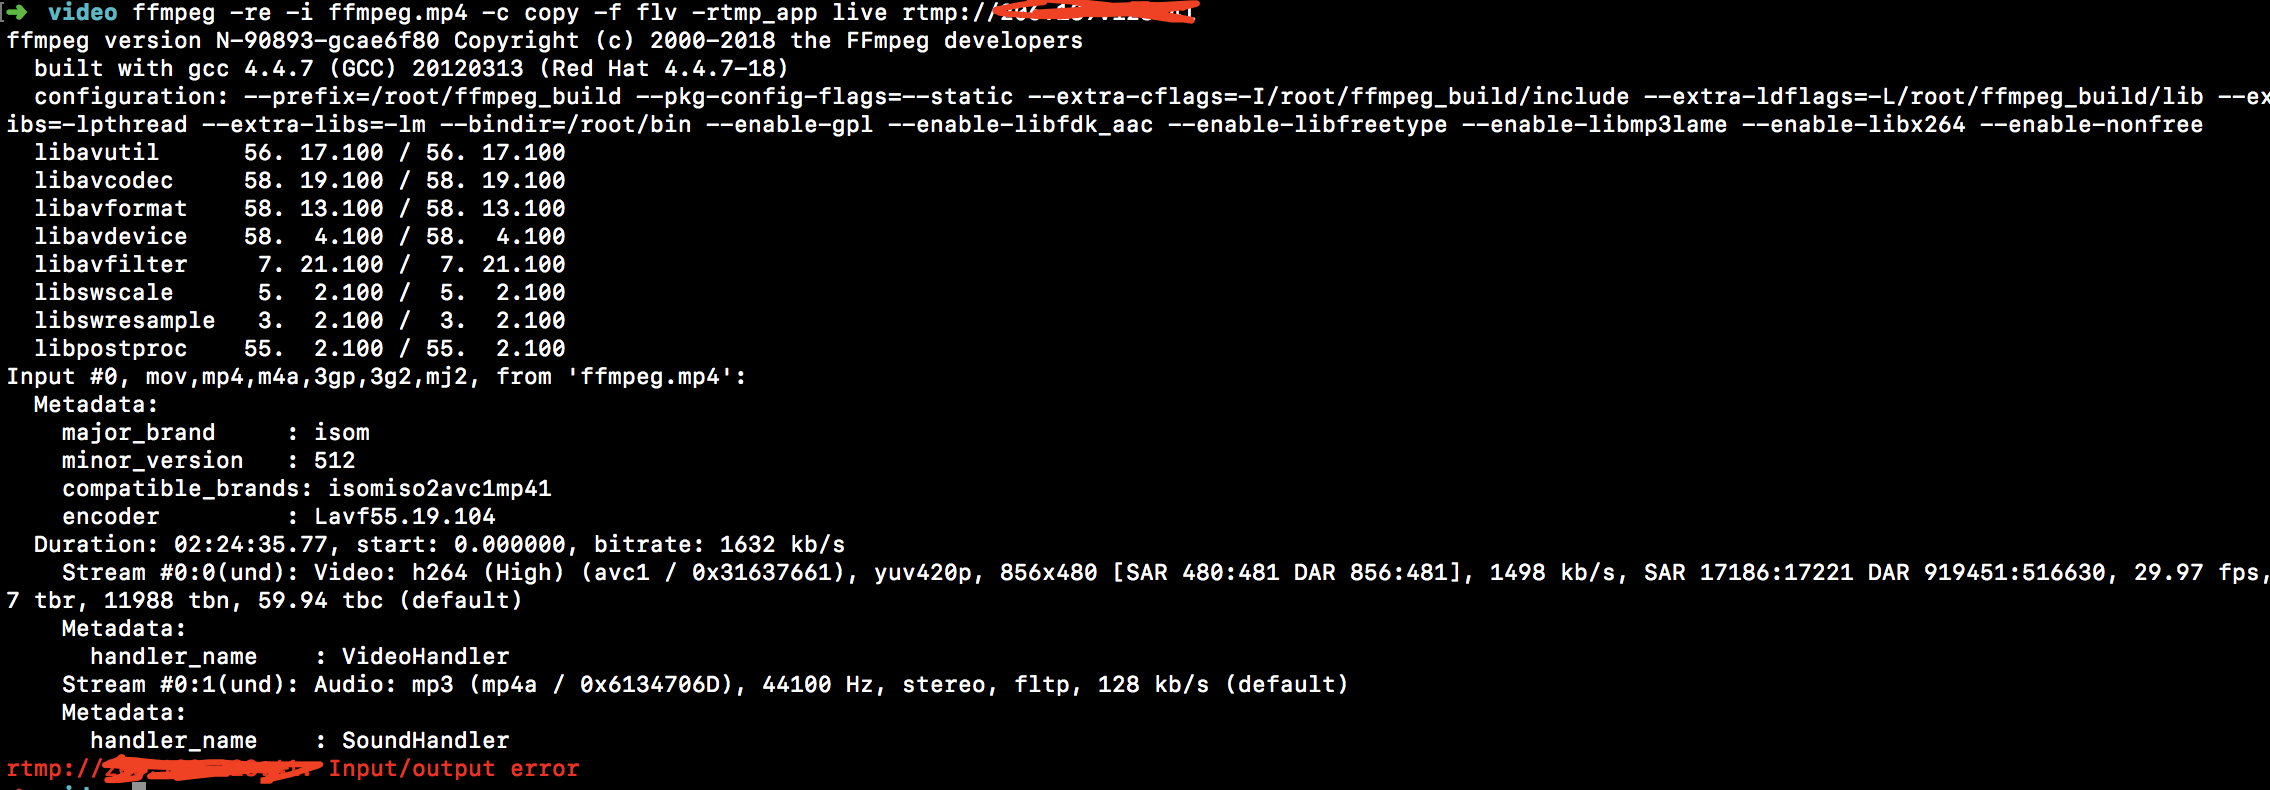 ➜ video ffmpeg -re -i ffmpeg.mp4 -c copy -f flv -rtmp_app live rtmp://
ffmpeg version N-90893-gcae6f80 Copyright (c) 2000-2018 the FFmpeg developers
built with gcc 4.4.7 (GCC) 20120313 (Red Hat 4.4.7-18)
configuration: --prefix=/root/ffmpeg_build --pkg-config-flags=--static --extra-cflags=-I/root/ffmpeg_build/include --extra-ldflags=-L/root/ffmpeg_build/lib --ex
ibs=-lpthread --extra-libs=-lm --bindir=/root/bin --enable-gpl --enable-libfdk_aac --enable-libfreetype --enable-libmp3lame --enable-libx264 --enable-nonfree
libavutil 56. 17.100 / 56. 17.100
libavcodec 58. 19.100 / 58. 19.100
libavformat 58. 13.100 / 58. 13.100
libavdevice 58. 4.100 / 58. 4.100
libavfilter 7. 21.100 / 7. 21.100
libswscale 5. 2.100 / 5. 2.100
libswresample 3. 2.100 / 3. 2.100
libpostproc 55. 2.100 / 55. 2.100
Input #0, mov,mp4,m4a,3gp,3g2,mj2, from 'ffmpeg.mp4':
Metadata:
major_brand : isom
minor_version : 512
compatible_brands: isomiso2avc1mp41
encoder : Lavf55.19.104
Duration: 02:24:35.77, start: 0.000000, bitrate: 1632 kb/s
Stream #0:0(und): Video: h264 (High) (avc1 / 0x31637661), yuv420p, 856x480 [SAR 480:481 DAR 856:481], 1498 kb/s, SAR 17186:17221 DAR 919451:516630, 29.97 fps,
7 tbr, 11988 tbn, 59.94 tbc (default)
Metadata:
handler_name : VideoHandler
Stream #0:1(und): Audio: mp3 (mp4a / 0x6134706D), 44100 Hz, stereo, fltp, 128 kb/s (default)
Metadata:
handler_name : SoundHandler
rtmp:// Input/output error